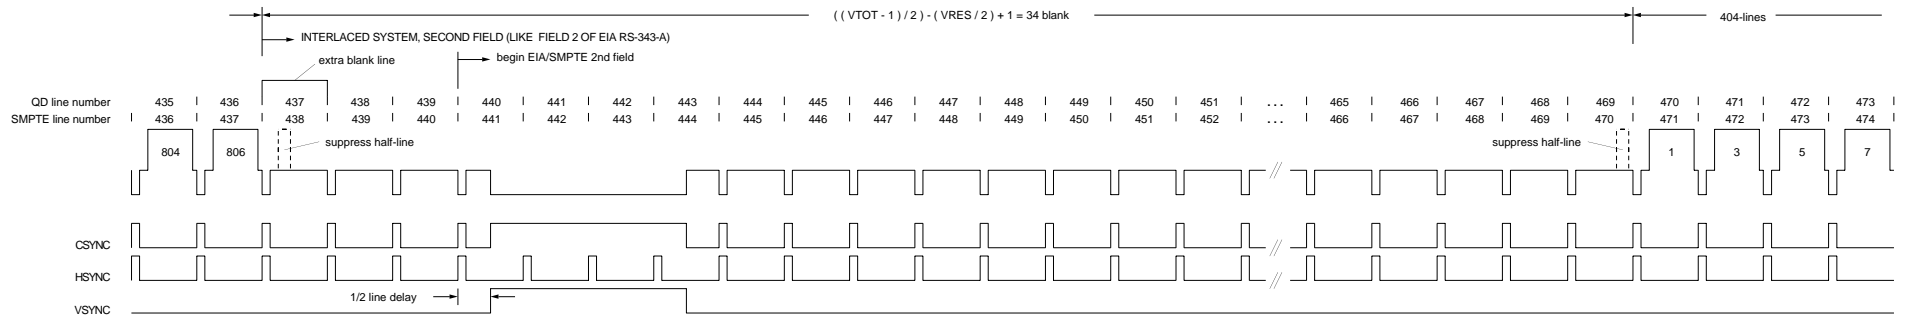 ( ( VTOT - 1 ) / 2 ) - ( VRES / 2 ) + 1 = 34 blank
404-lines
INTERLACED SYSTEM, SECOND FIELD (LIKE FIELD 2 OF EIA RS-343-A)
extra blank line
begin EIA/SMPTE 2nd field
QD line number 435 436 437 438 439 440 441 442 443 444 445 446 447 448 449 450 451 ... 465 466 467 468 469 470 471 472 473
SMPTE line number 436 437 438 439 440 441 442 443 444 445 446 447 448 449 450 451 452 ... 466 467 468 469 470 471 472 473 474
suppress half-line
suppress half-line
804 806 1 3 5 7
CSYNC
HSYNC
1/2 line delay
VSYNC